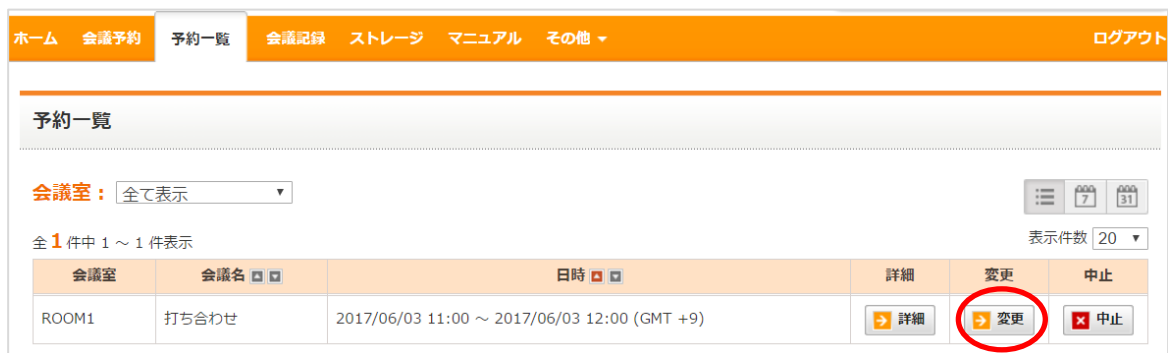 ホーム 会議予約 予約一覧 会議記録 ストレージ マニュアル その他 ▼ ログアウト
予約一覧
会議室： 全て表示 ▼
7 31
全 1 件中 1 ～ 1 件表示 表示件数 20 ▼
会議室 会議名 日時 詳細 変更 中止
ROOM1 打ち合わせ 2017/06/03 11:00 ～ 2017/06/03 12:00 (GMT +9) 詳細 変更 中止